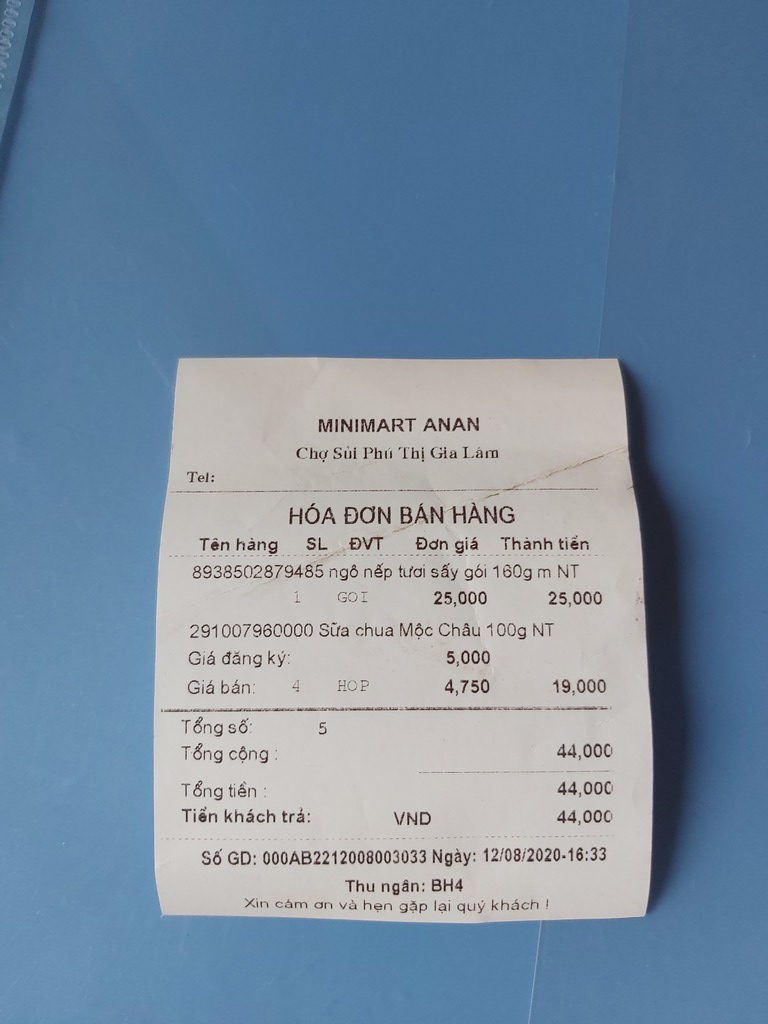 MINIMART ANAN
Chợ Sủi Phú Thị Gia Lâm
Tel:
HÓA ĐƠN BÁN HÀNG
Tên hàng SL ĐVT Đơn giá Thành tiền
8938502879485 ngô nếp tươi sấy gói 160g m NT
1 GOI 25,000 25,000
291007960000 Sữa chua Mộc Châu 100g NT
Giá đăng ký: 5,000
Giá bán: 4 HOP 4,750 19,000
Tổng số: 5
Tổng cộng : 44,000
Tổng tiền : 44,000
Tiền khách trả: VND 44,000
Số GD: 000AB2212008003033 Ngày: 12/08/2020-16:33
Thu ngân: BH4
Xin cảm ơn và hẹn gặp lại quý khách !